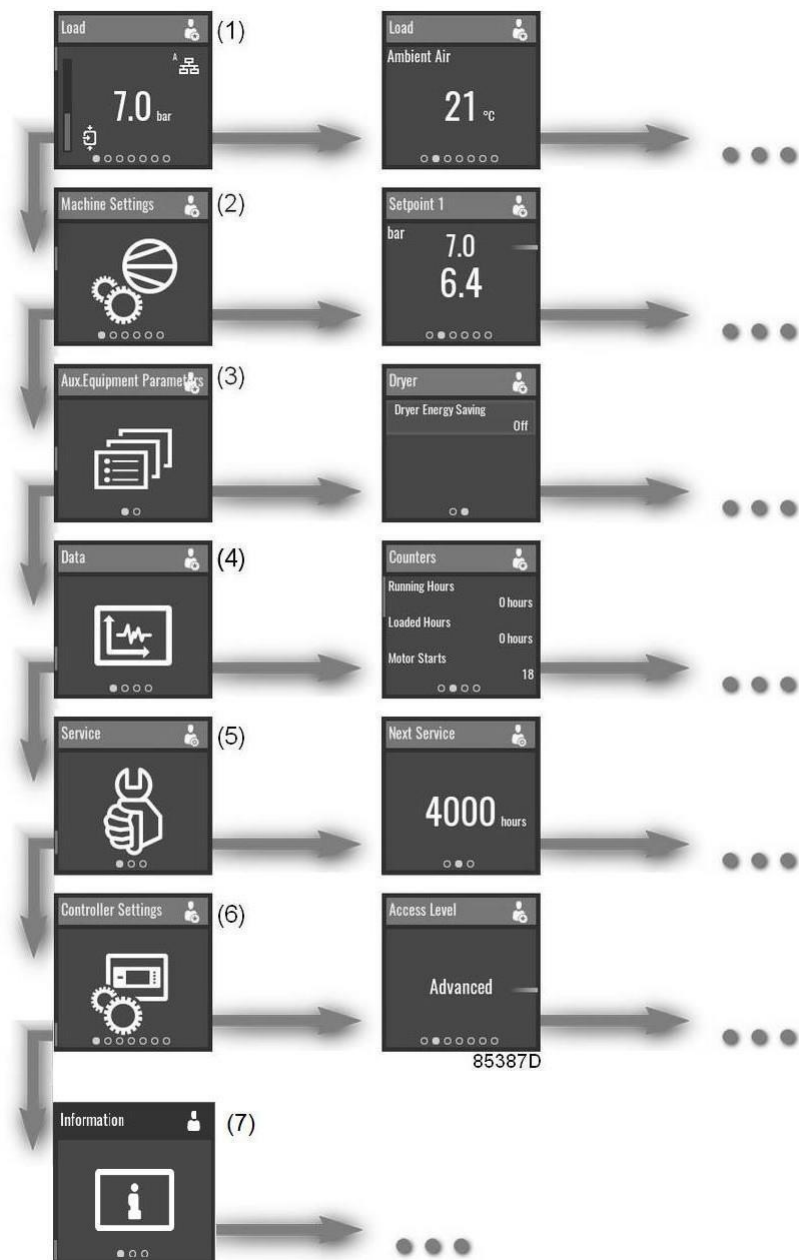 Load
(1)
A
7.0 bar
Load
Ambient Air
21 °C
Machine Settings
(2)
Setpoint 1
bar
7.0
6.4
Aux.Equipment Parameters
(3)
Dryer
Dryer Energy Saving
Off
Data
(4)
Counters
Running Hours
0 hours
Loaded Hours
0 hours
Motor Starts
18
Service
(5)
Next Service
4000 hours
Controller Settings
(6)
Access Level
Advanced
85387D
Information
(7)